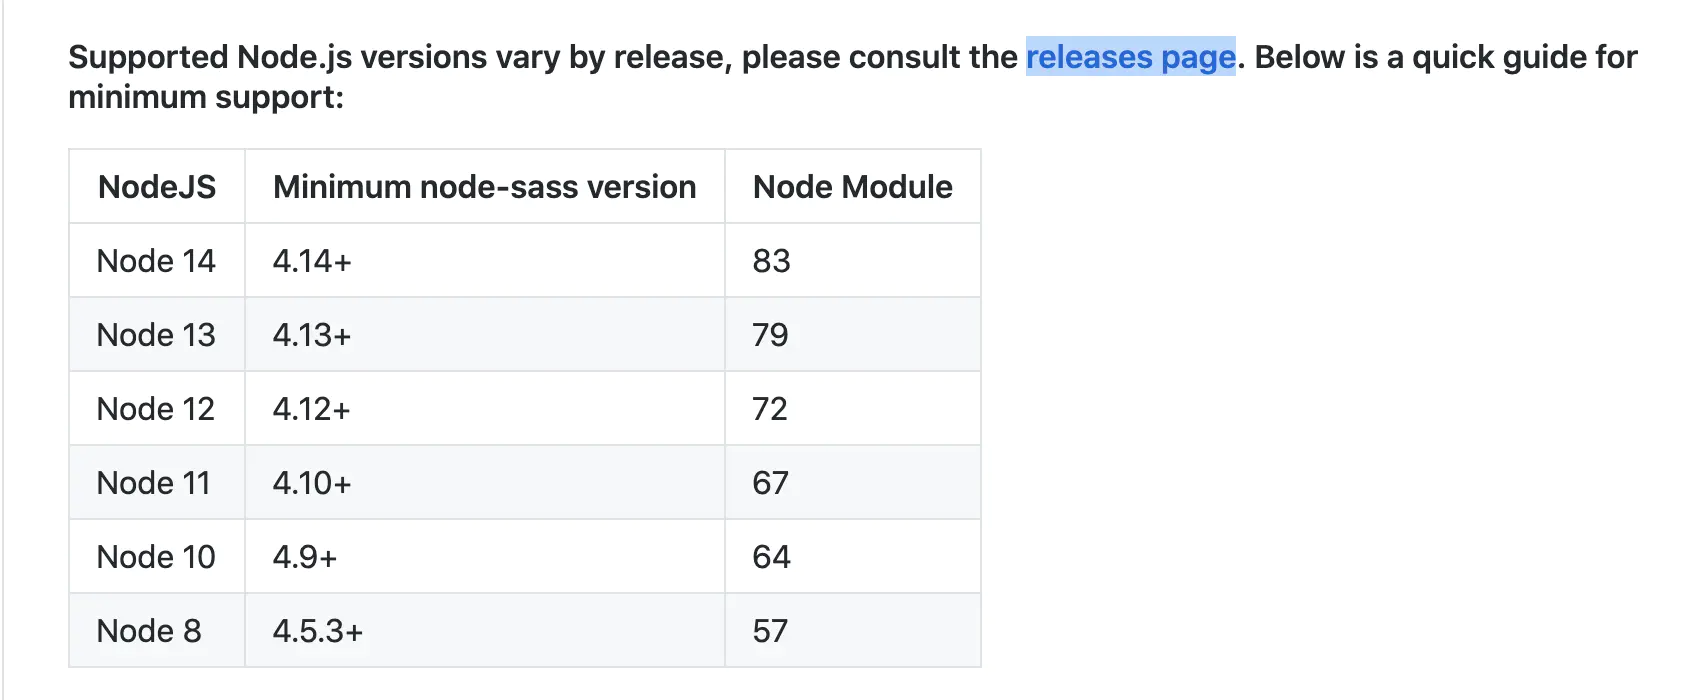 Supported Node.js versions vary by release, please consult the releases page. Below is a quick guide for
minimum support:
NodeJS Minimum node-sass version Node Module
Node 14 4.14+ 83
Node 13 4.13+ 79
Node 12 4.12+ 72
Node 11 4.10+ 67
Node 10 4.9+ 64
Node 8 4.5.3+ 57